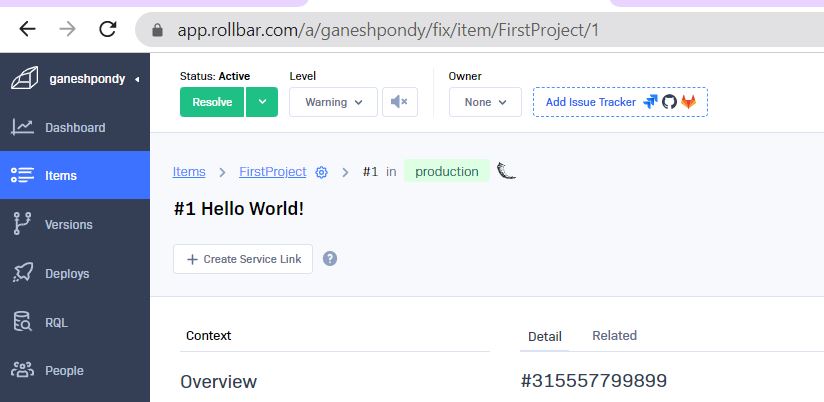 app.rollbar.com/a/ganeshpondy/fix/item/FirstProject/1
ganeshpondy
Dashboard
Items
Versions
Deploys
RQL
People
Status: Active
Level
Owner
Resolve
Warning
None
Add Issue Tracker
Items > FirstProject > #1 in production
#1 Hello World!
+ Create Service Link ?
Context
Detail
Related
Overview
#315557799899